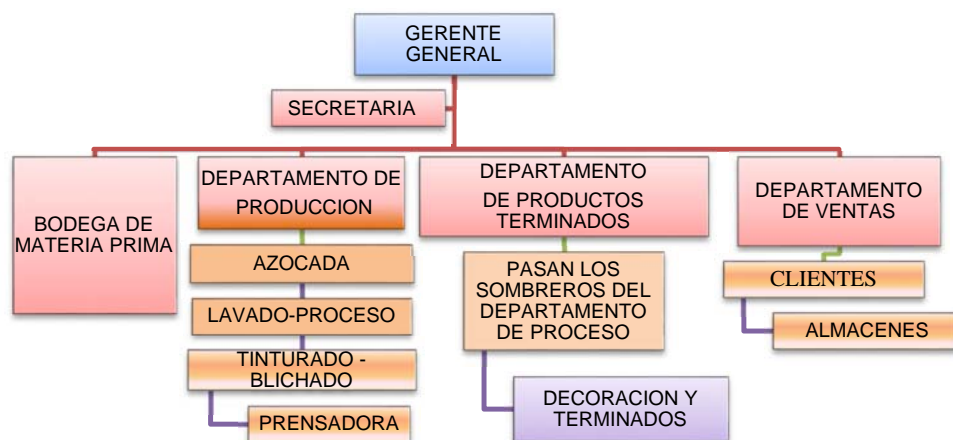 GERENTE
GENERAL
SECRETARIA
BODEGA DE
MATERIA PRIMA
DEPARTAMENTO DE
PRODUCCION
AZOCADA
LAVADO-PROCESO
TINTURADO -
BLICHADO
PRENSADORA
DEPARTAMENTO
DE PRODUCTOS
TERMINADOS
PASAN LOS
SOMBREROS DEL
DEPARTAMENTO
DE PROCESO
DECORACION Y
TERMINADOS
DEPARTAMENTO
DE VENTAS
CLIENTES
ALMACENES